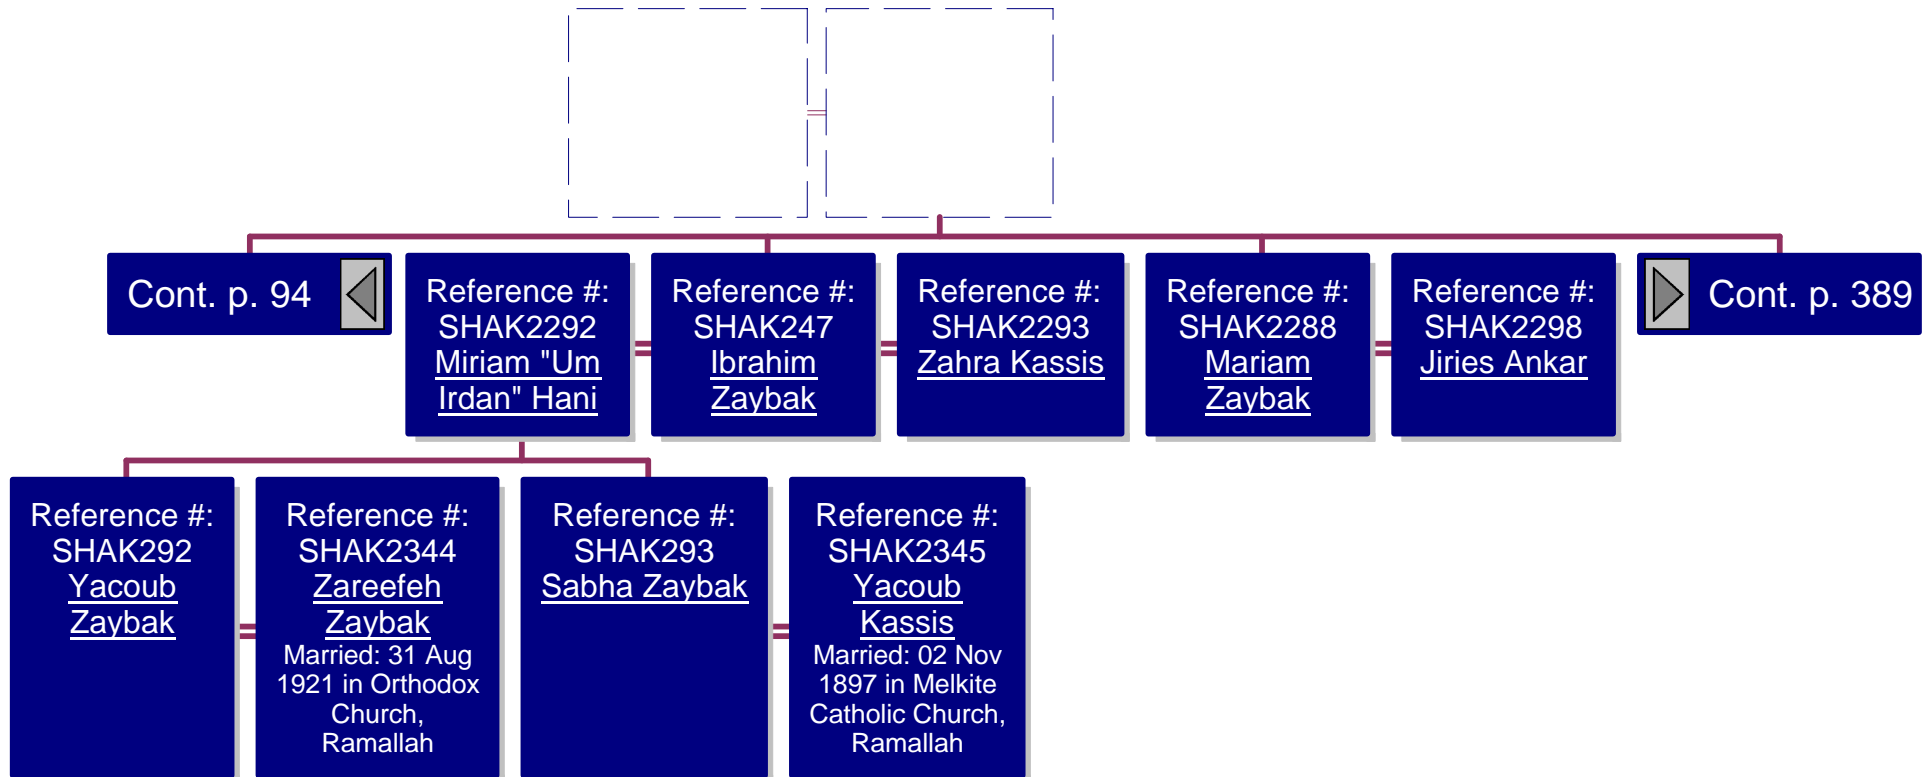 Cont. p. 94
Reference #:
SHAK2292
Miriam "Um
Irdan" Hani
Reference #:
SHAK247
Ibrahim
Zaybak
Reference #:
SHAK2293
Zahra Kassis
Reference #:
SHAK2288
Mariam
Zaybak
Reference #:
SHAK2298
Jiries Ankar
Cont. p. 389
Reference #:
SHAK292
Yacoub
Zaybak
Reference #:
SHAK2344
Zareefeh
Zaybak
Married: 31 Aug
1921 in Orthodox
Church,
Ramallah
Reference #:
SHAK293
Sabha Zaybak
Reference #:
SHAK2345
Yacoub
Kassis
Married: 02 Nov
1897 in Melkite
Catholic Church,
Ramallah